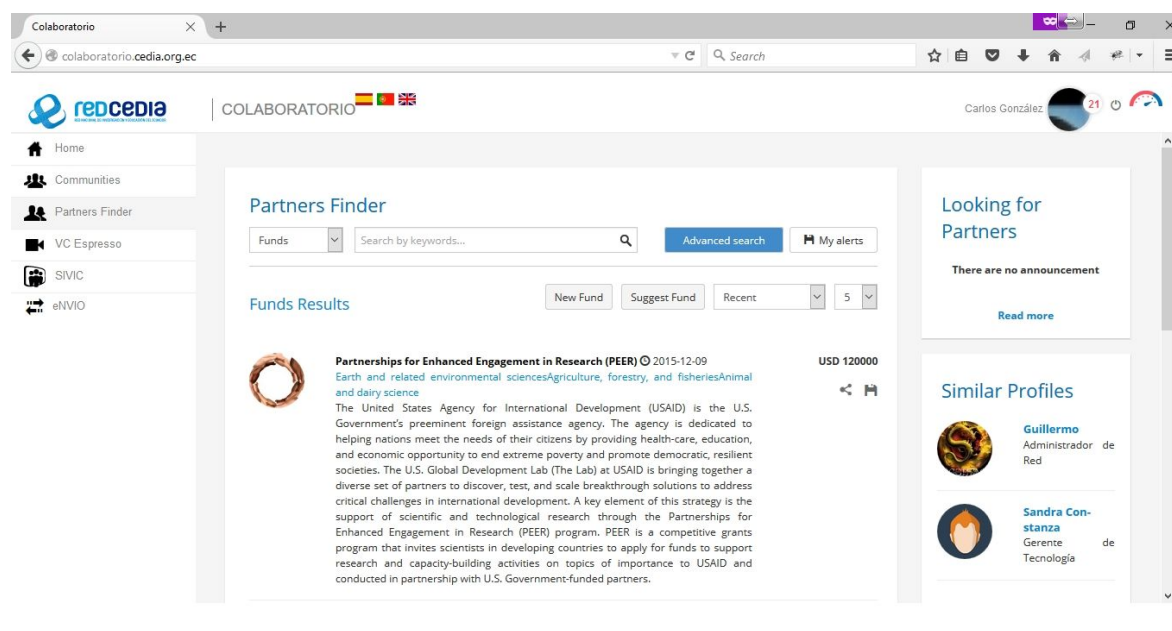 Colaboratorio
colaboratorio.cedia.org.ec
Search
redcedia
COLABORATORIO
Carlos González
21
Home
Communities
Partners Finder
VC Espresso
SIVIC
eNVIO
Partners Finder
Funds
Search by keywords...
Advanced search
My alerts
Funds Results
New Fund
Suggest Fund
Recent
5
Partnerships for Enhanced Engagement in Research (PEER) 2015-12-09
USD 120000
Earth and related environmental sciencesAgriculture, forestry, and fisheriesAnimal
and dairy science
The United States Agency for International Development (USAID) is the U.S.
Government's preeminent foreign assistance agency. The agency is dedicated to
helping nations meet the needs of their citizens by providing health-care, education,
and economic opportunity to end extreme poverty and promote democratic, resilient
societies. The U.S. Global Development Lab (The Lab) at USAID is bringing together a
diverse set of partners to discover, test, and scale breakthrough solutions to address
critical challenges in international development. A key element of this strategy is the
support of scientific and technological research through the Partnerships for
Enhanced Engagement in Research (PEER) program. PEER is a competitive grants
program that invites scientists in developing countries to apply for funds to support
research and capacity-building activities on topics of importance to USAID and
conducted in partnership with U.S. Government-funded partners.
Looking for
Partners
There are no announcement
Read more
Similar Profiles
Guillermo
Administrador de
Red
Sandra Con-
stanza
Gerente de
Tecnología